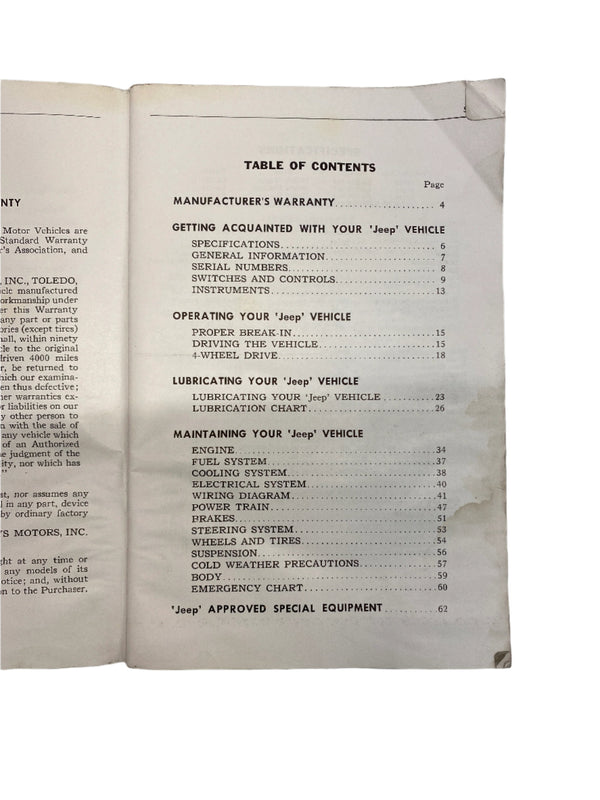 NTY
Motor Vehicles are
Standard Warranty
r's Association, and
, INC., TOLEDO,
cle manufactured
orkmanship under
er this Warranty
any part or parts
ories (except tires)
hall, within ninety
cle to the original
driven 4000 miles
r, be returned to
hich our examina-
en thus defective;
her warranties ex-
r liabilities on our
y other person to
n with the sale of
any vehicle which
of an Authorized
he judgment of the
ity, nor which has
"
st, nor assumes any
d in any part, device
by ordinary factory
'S MOTORS, INC.
ght at any time or
any models of its
otice; and, without
on to the Purchaser.
TABLE OF CONTENTS
Page
MANUFACTURER'S WARRANTY.................... 4
GETTING ACQUAINTED WITH YOUR 'Jeep' VEHICLE
SPECIFICATIONS.............................. 6
GENERAL INFORMATION...................... 7
SERIAL NUMBERS............................ 8
SWITCHES AND CONTROLS................... 9
INSTRUMENTS................................13
OPERATING YOUR 'Jeep' VEHICLE
PROPER BREAK-IN............................15
DRIVING THE VEHICLE.......................15
4-WHEEL DRIVE..............................18
LUBRICATING YOUR 'Jeep' VEHICLE
LUBRICATING YOUR 'Jeep' VEHICLE ..........23
LUBRICATION CHART.........................26
MAINTAINING YOUR 'Jeep' VEHICLE
ENGINE......................................34
FUEL SYSTEM................................37
COOLING SYSTEM.............................38
ELECTRICAL SYSTEM.........................40
WIRING DIAGRAM............................41
POWER TRAIN................................47
BRAKES......................................51
STEERING SYSTEM............................53
WHEELS AND TIRES..........................54
SUSPENSION..................................56
COLD WEATHER PRECAUTIONS...............57
BODY.........................................59
EMERGENCY CHART..........................60
'Jeep' APPROVED SPECIAL EQUIPMENT ..........62